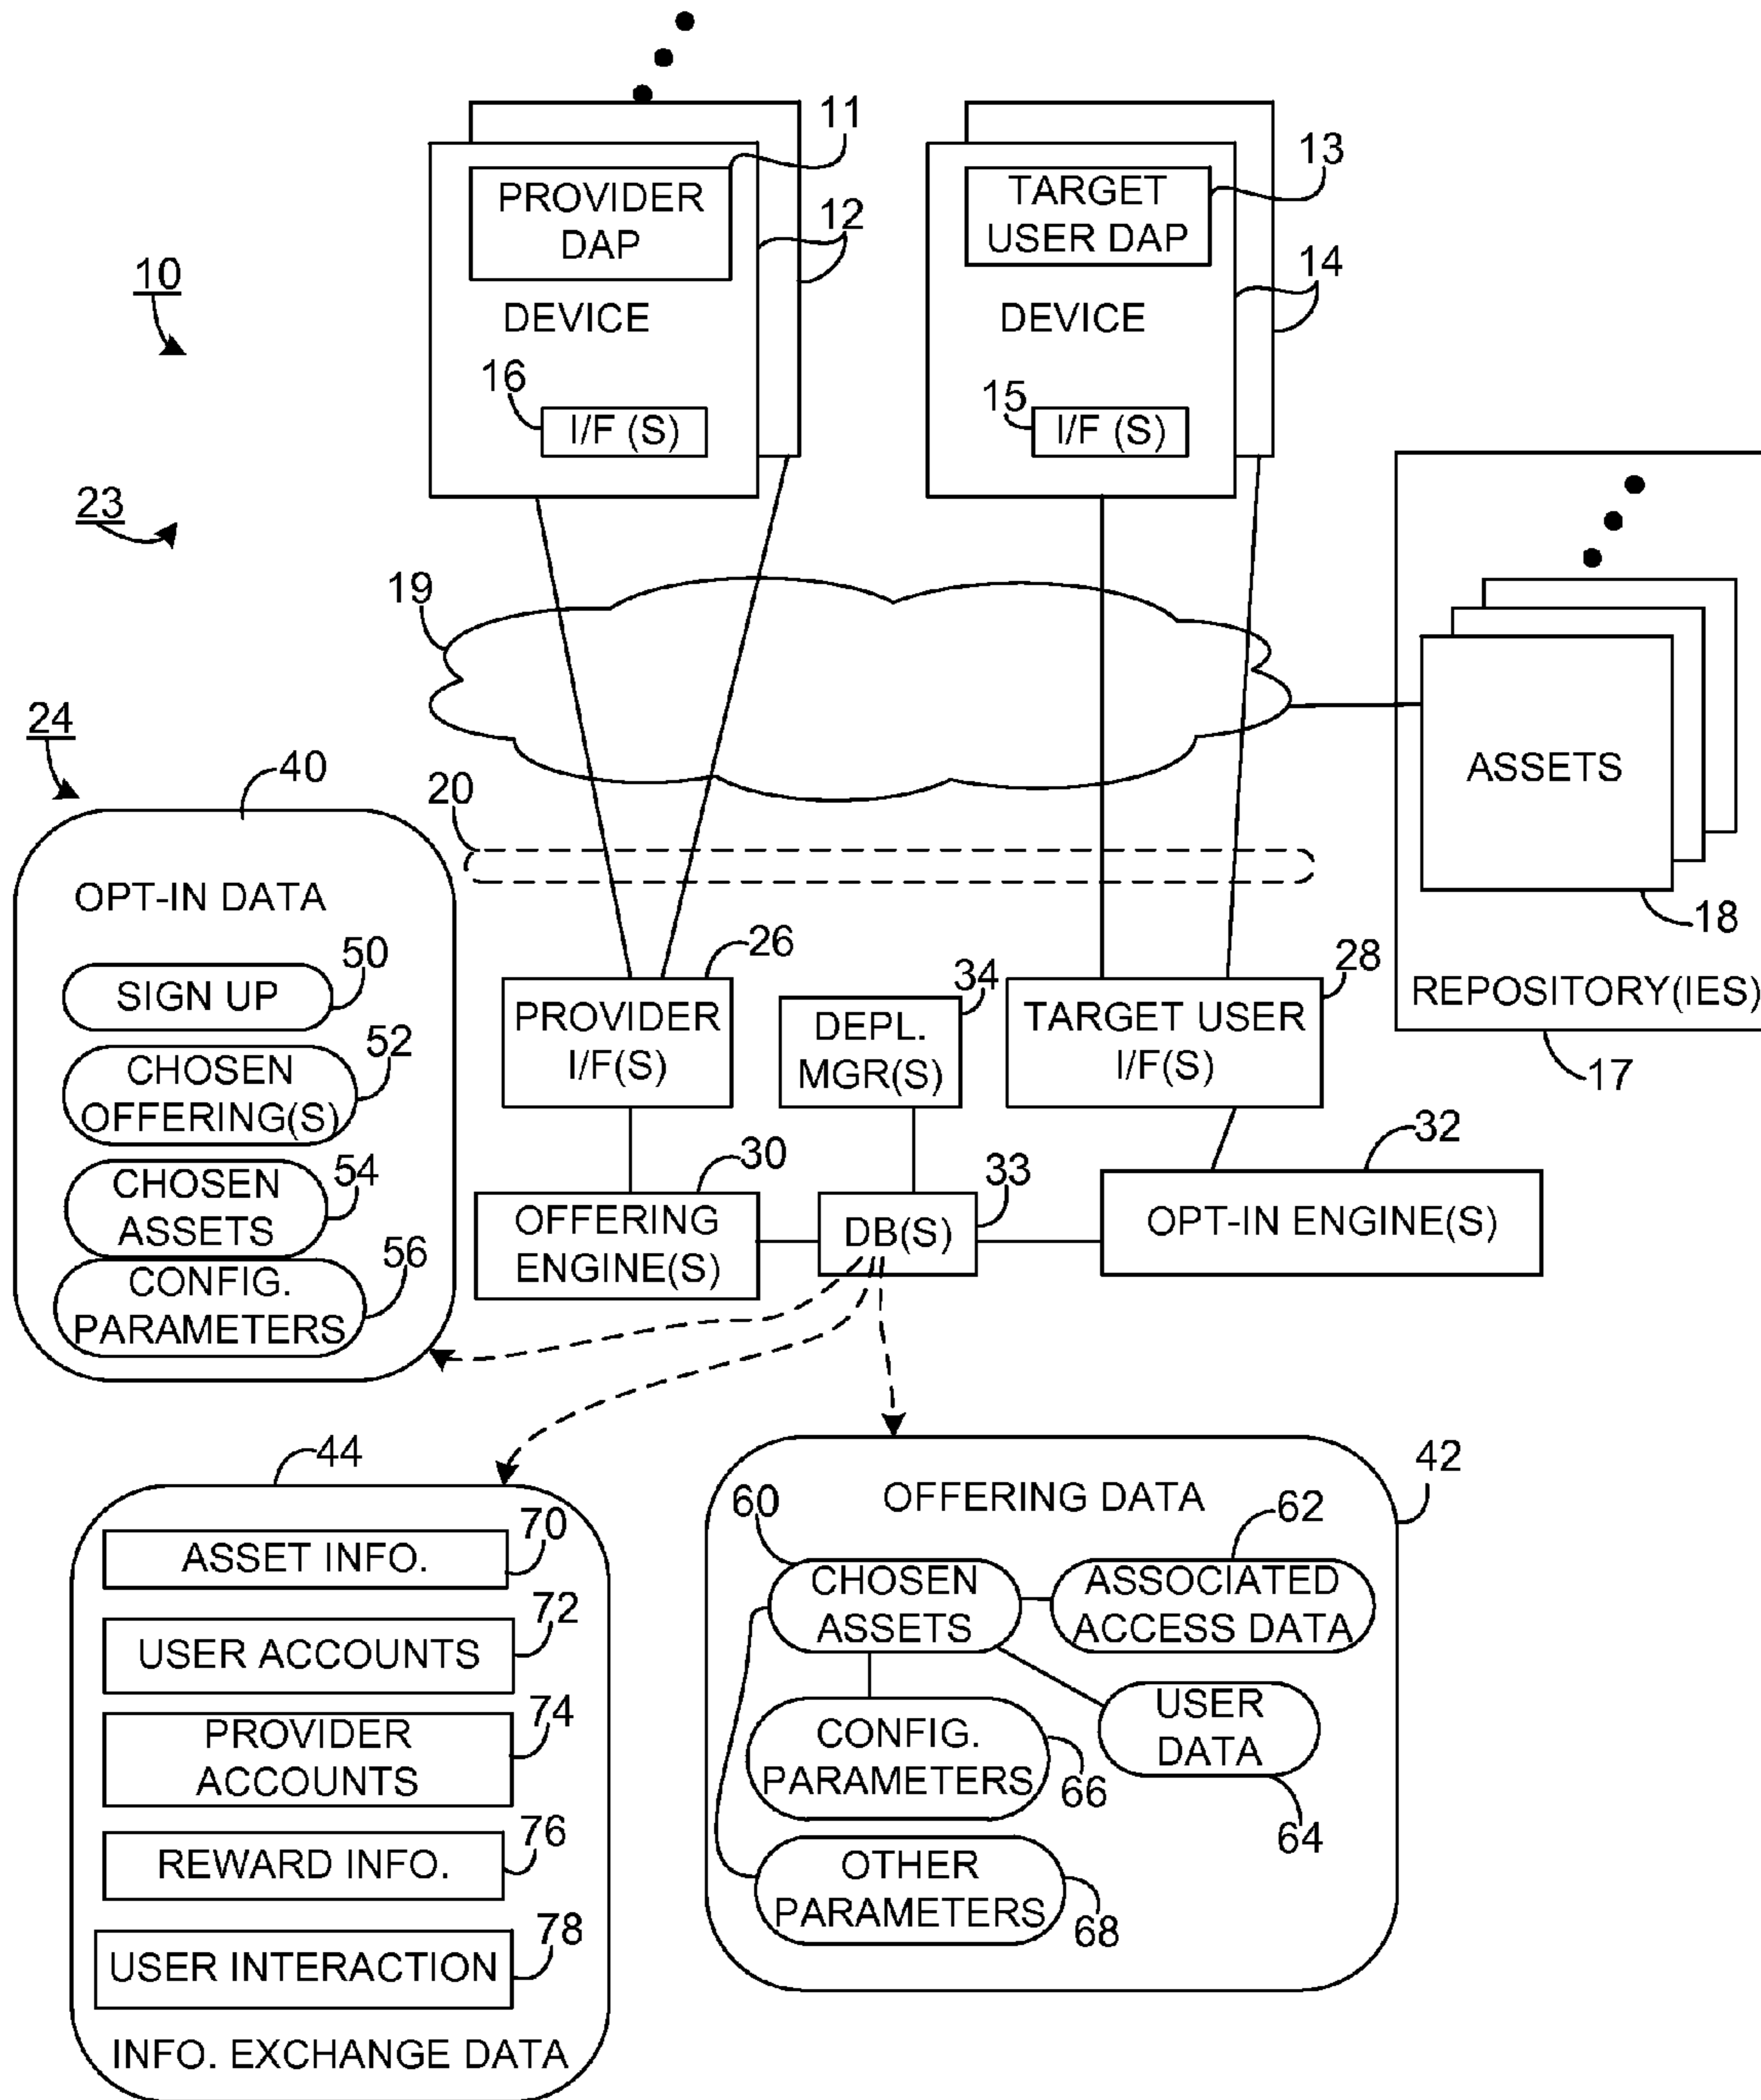 10
23
11
PROVIDER
DAP
12
DEVICE
16
I/F (S)
13
TARGET
USER DAP
14
DEVICE
15
I/F (S)
19
20
ASSETS
18
REPOSITORY(IES)
17
24
40
OPT-IN DATA
50
SIGN UP
52
CHOSEN
OFFERING(S)
54
CHOSEN
ASSETS
56
CONFIG.
PARAMETERS
26
PROVIDER
I/F(S)
34
DEPL.
MGR(S)
28
TARGET USER
I/F(S)
30
OFFERING
ENGINE(S)
33
DB(S)
32
OPT-IN ENGINE(S)
44
70
ASSET INFO.
72
USER ACCOUNTS
74
PROVIDER
ACCOUNTS
76
REWARD INFO.
78
USER INTERACTION
INFO. EXCHANGE DATA
42
OFFERING DATA
60
CHOSEN
ASSETS
62
ASSOCIATED
ACCESS DATA
USER
DATA
64
CONFIG.
PARAMETERS
66
OTHER
PARAMETERS
68